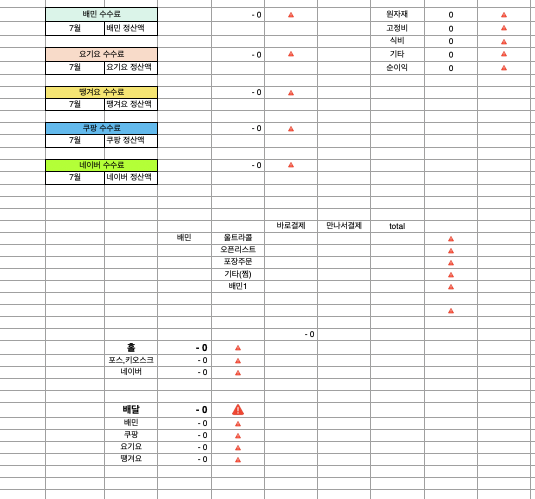 배민 수수료 - 0 원자재 0
7월 배민 정산액 고정비 0
식비 0
요기요 수수료 - 0 기타 0
7월 요기요 정산액 순이익 0
땡겨요 수수료 - 0
7월 땡겨요 정산액
쿠팡 수수료 - 0
7월 쿠팡 정산액
네이버 수수료 - 0
7월 네이버 정산액
바로결제 만나서결제 total
배민 울트라콜
오픈리스트
포장주문
기타(찜)
배민1
- 0
홀 - 0
포스,키오스크 - 0
네이버 - 0
배달 - 0
배민 - 0
쿠팡 - 0
요기요 - 0
땡겨요 - 0